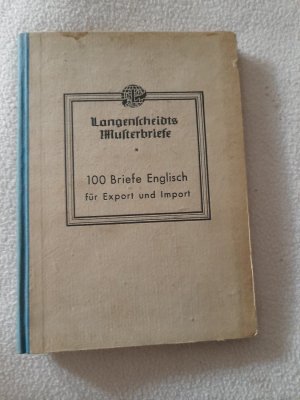 Langenscheidts
Musterbriefe
100 Briefe Englisch
für Export und Import